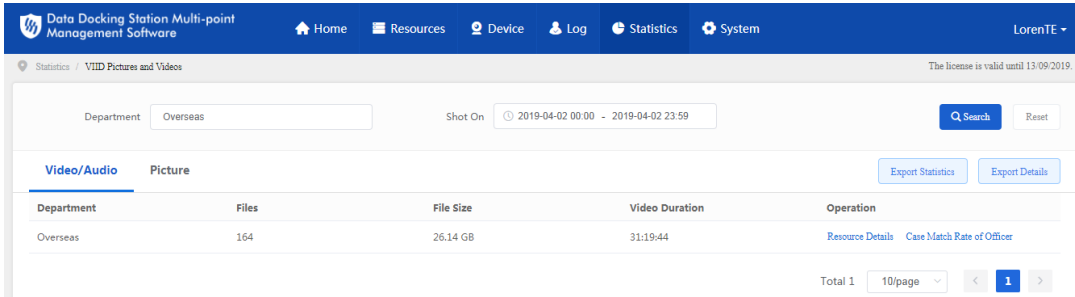 Data Docking Station Multi-point
Management Software
Home Resources Device Log Statistics System LorenTE
Statistics / VIID Pictures and Videos The license is valid until 13/09/2019.
Department Overseas Shot On 2019-04-02 00:00 - 2019-04-02 23:59 Search Reset
Video/Audio Picture Export Statistics Export Details
Department Files File Size Video Duration Operation
Overseas 164 26.14 GB 31:19:44 Resource Details Case Match Rate of Officer
Total 1 10/page < 1 >